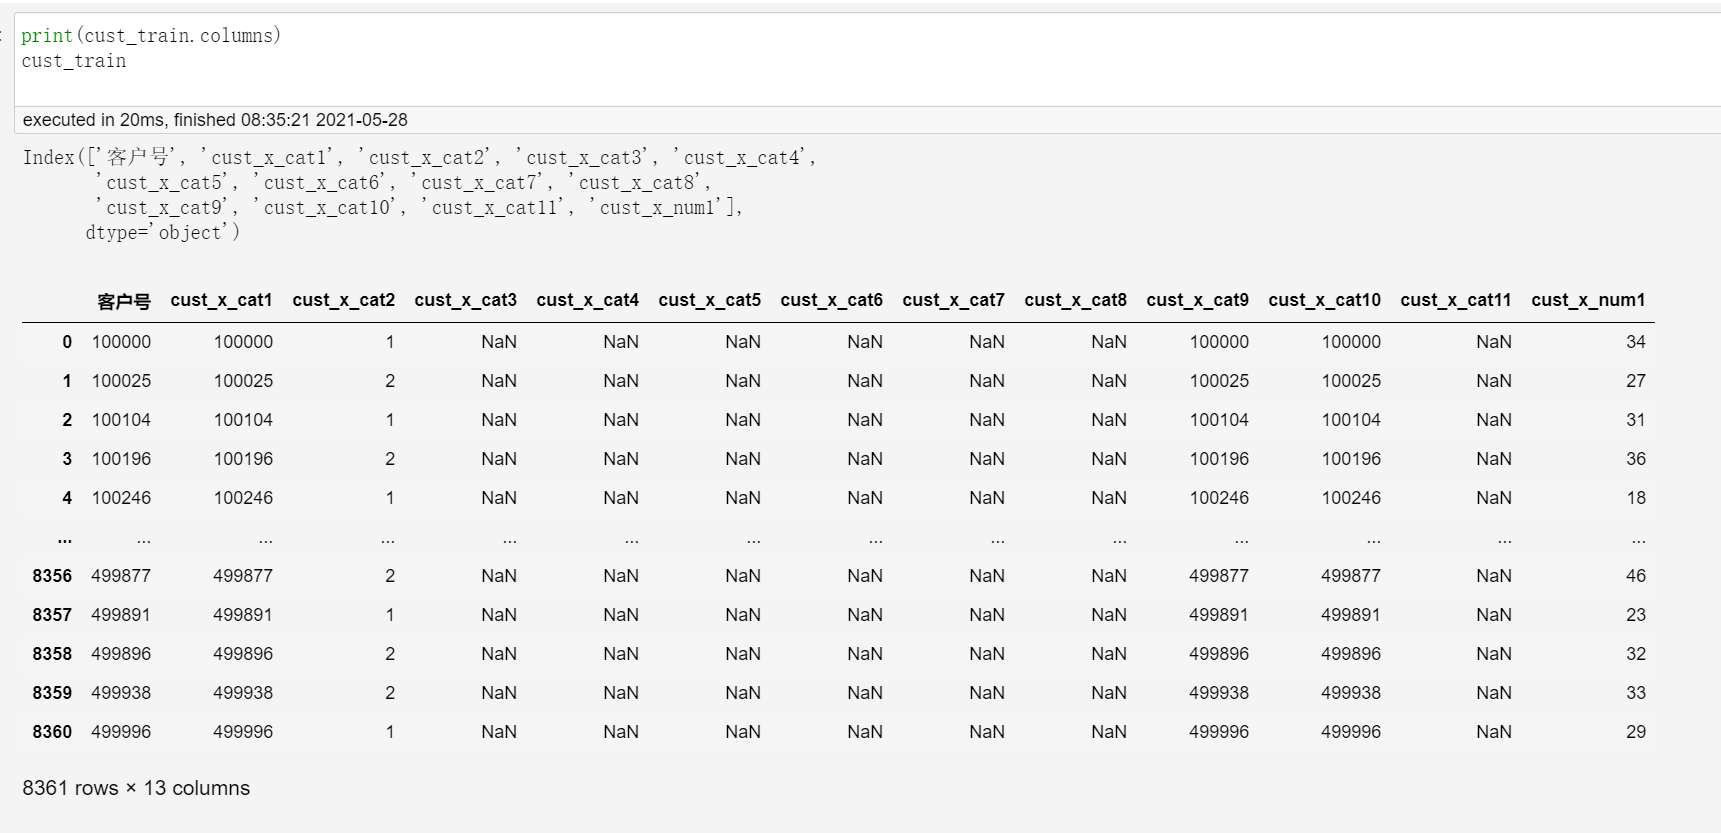 print(cust_train.columns)
cust_train
executed in 20ms, finished 08:35:21 2021-05-28
Index(['客户号', 'cust_x_cat1', 'cust_x_cat2', 'cust_x_cat3', 'cust_x_cat4',
'cust_x_cat5', 'cust_x_cat6', 'cust_x_cat7', 'cust_x_cat8',
'cust_x_cat9', 'cust_x_cat10', 'cust_x_cat11', 'cust_x_num1'],
dtype='object')
客户号 cust_x_cat1 cust_x_cat2 cust_x_cat3 cust_x_cat4 cust_x_cat5 cust_x_cat6 cust_x_cat7 cust_x_cat8 cust_x_cat9 cust_x_cat10 cust_x_cat11 cust_x_num1
0 100000 100000 1 NaN NaN NaN NaN NaN NaN 100000 100000 NaN 34
1 100025 100025 2 NaN NaN NaN NaN NaN NaN 100025 100025 NaN 27
2 100104 100104 1 NaN NaN NaN NaN NaN NaN 100104 100104 NaN 31
3 100196 100196 2 NaN NaN NaN NaN NaN NaN 100196 100196 NaN 36
4 100246 100246 1 NaN NaN NaN NaN NaN NaN 100246 100246 NaN 18
... ... ... ... ... ... ... ... ... ... ... ... ... ...
8356 499877 499877 2 NaN NaN NaN NaN NaN NaN 499877 499877 NaN 46
8357 499891 499891 1 NaN NaN NaN NaN NaN NaN 499891 499891 NaN 23
8358 499896 499896 2 NaN NaN NaN NaN NaN NaN 499896 499896 NaN 32
8359 499938 499938 2 NaN NaN NaN NaN NaN NaN 499938 499938 NaN 33
8360 499996 499996 1 NaN NaN NaN NaN NaN NaN 499996 499996 NaN 29
8361 rows × 13 columns